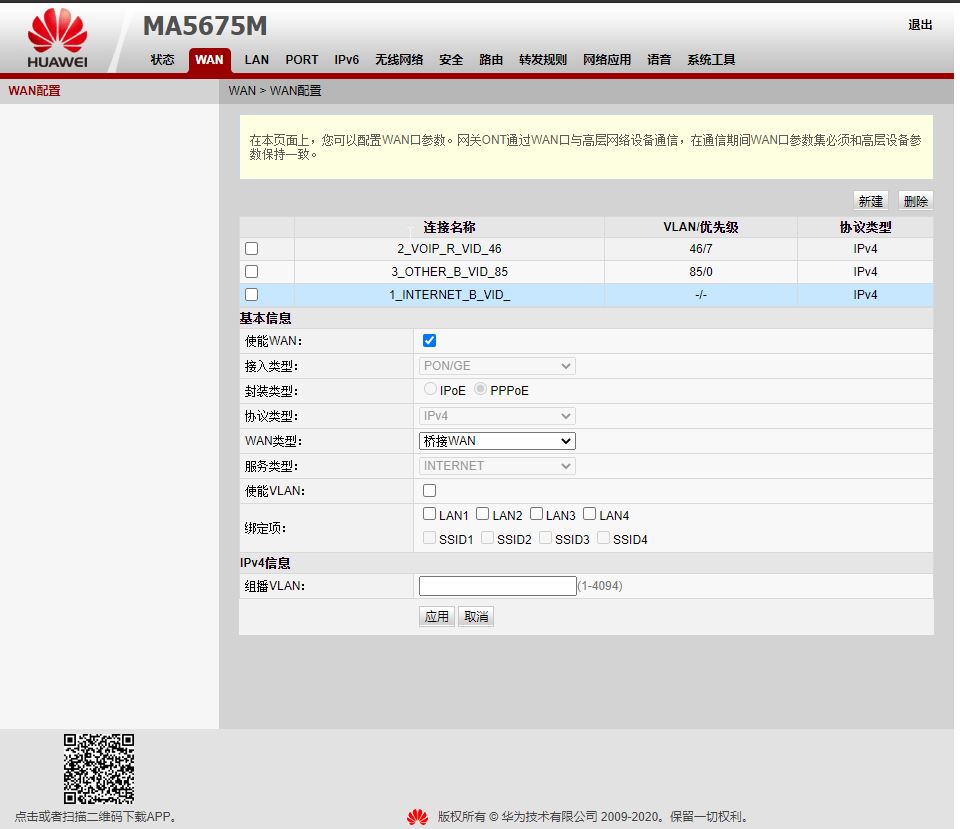 MA5675M
退出
HUAWEI
状态 WAN LAN PORT IPv6 无线网络 安全 路由 转发规则 网络应用 语音 系统工具
WAN配置
WAN > WAN配置
在本页面上，您可以配置WAN口参数。网关ONT通过WAN口与高层网络设备通信，在通信期间WAN口参数集必须和高层设备参
数保持一致。
新建 删除
连接名称 VLAN/优先级 协议类型
2_VOIP_R_VID_46 46/7 IPv4
3_OTHER_B_VID_85 85/0 IPv4
1_INTERNET_B_VID_ -/- IPv4
基本信息
使能WAN：
接入类型： PON/GE
封装类型： IPoE PPPoE
协议类型： IPv4
WAN类型： 桥接WAN
服务类型： INTERNET
使能VLAN：
绑定项： LAN1 LAN2 LAN3 LAN4
SSID1 SSID2 SSID3 SSID4
IPv4信息
组播VLAN： (1-4094)
应用 取消
点击或者扫描二维码下载APP。
版权所有 © 华为技术有限公司 2009-2020。保留一切权利。